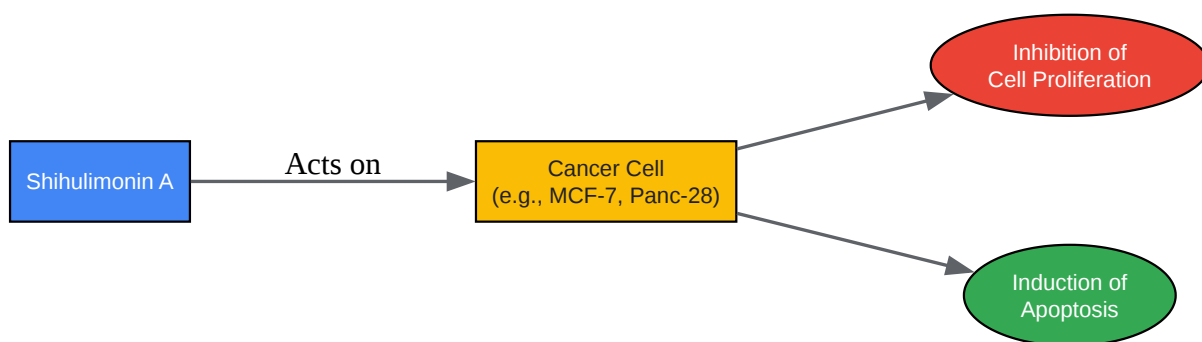 Shihulimonin A
Acts on
Cancer Cell
(e.g., MCF-7, Panc-28)
Inhibition of
Cell Proliferation
Induction of
Apoptosis